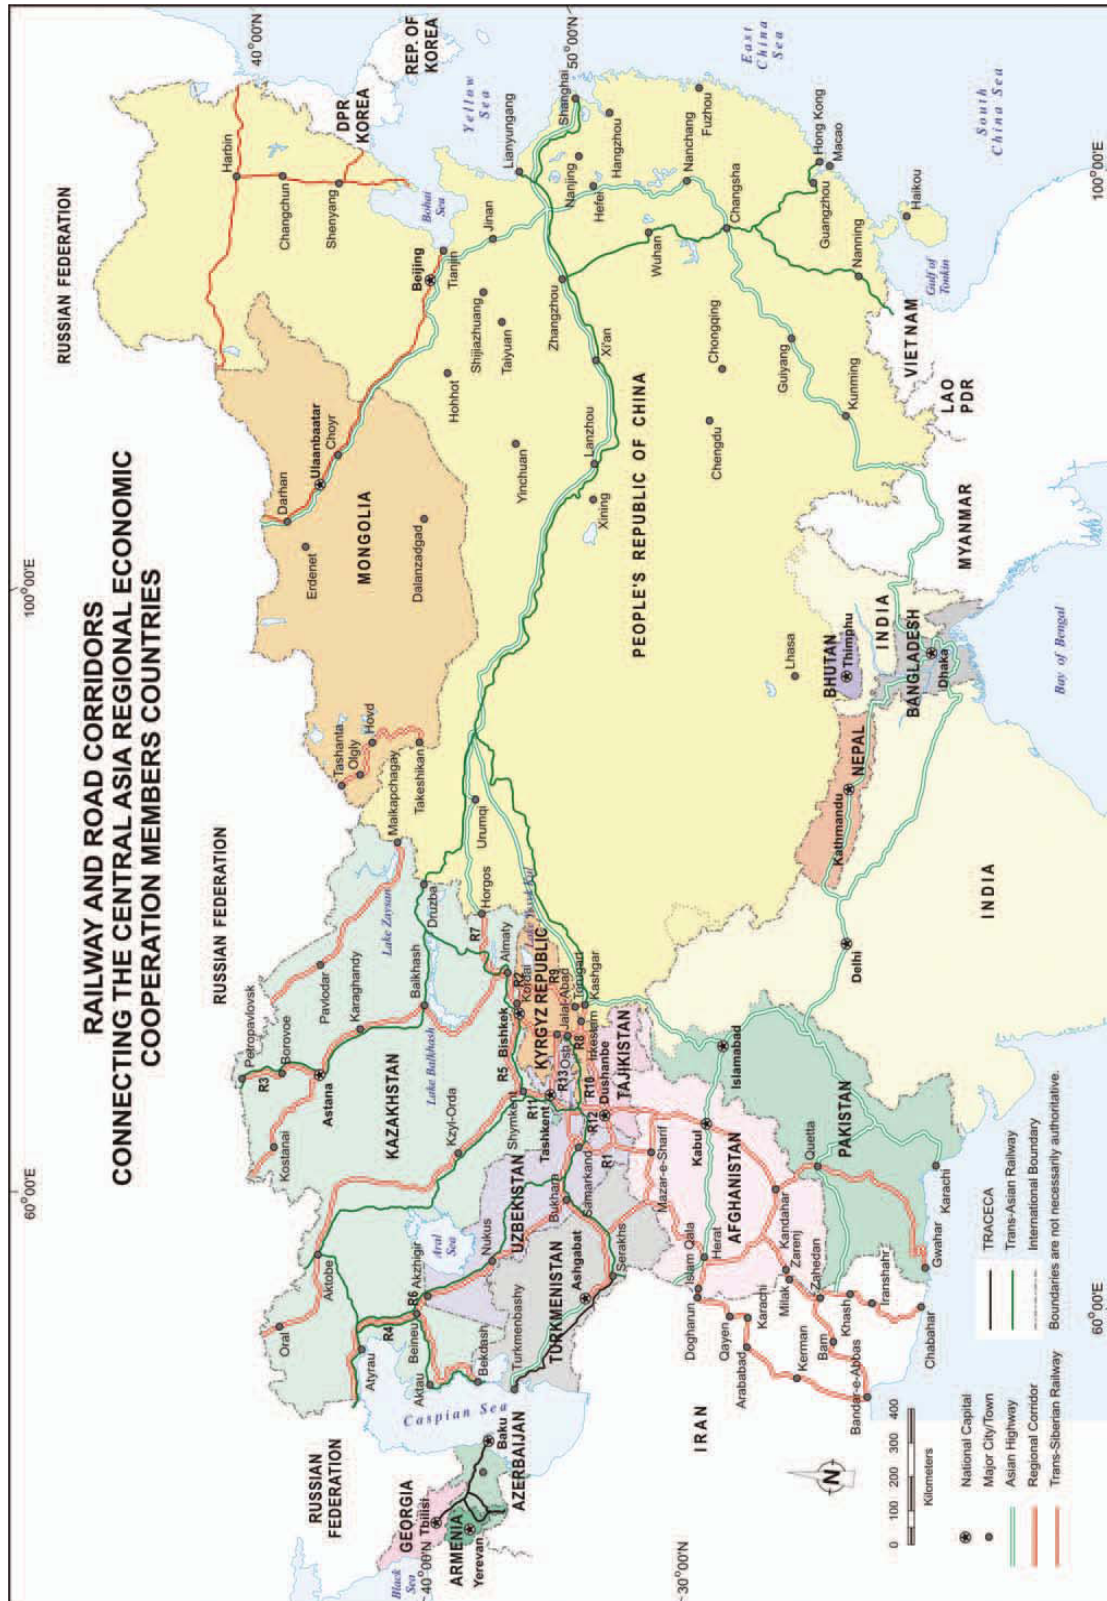 RAILWAY AND ROAD CORRIDORS
CONNECTING THE CENTRAL ASIA REGIONAL ECONOMIC
COOPERATION MEMBERS COUNTRIES
60°00'E
100°00'E
40°00'N
50°00'N
40°00'N
30°00'N
60°00'E
100°00'E
RUSSIAN FEDERATION
RUSSIAN FEDERATION
RUSSIAN
FEDERATION
Black
Sea
GEORGIA
Tbilisi
ARMENIA
Yerevan
AZERBAIJAN
Baku
Caspian Sea
KAZAKHSTAN
Petropavlovsk
R3
Borovoe
Kostanai
Astana
Pavlodar
Karaghandy
Maikapchagay
Lake Zaysan
Druzba
Balkhash
Lake Balkhash
Kzyl-Orda
Shymkent
Almaty
Kordai
R2
R7
Horgos
Oral
Aktobe
Atyrau
R4
Beineu
R6
Akzhigir
Aktau
Bekdash
Aral
Sea
UZBEKISTAN
Nukus
Bukhara
Samarkand
Tashkent
R11
R5
Bishkek
KYRGYZ REPUBLIC
R9
Jalal-Abad
Osh
R13
R8
Torugart
Irkestam
Kashgar
R10
Dushanbe
TAJIKISTAN
R12
R1
TURKMENISTAN
Turkmenbashy
Ashgabat
Serakhs
AFGHANISTAN
Mazar-e-Sharif
Kabul
Herat
Islam Qala
Kandahar
Zarenj
IRAN
Dogharun
Qayen
Karachi
Arababad
Milak
Zahedan
Kerman
Bam
Khash
Iranshahr
Bandar-e-Abbas
Chabahar
PAKISTAN
Islamabad
Quetta
Gwahar
Karachi
INDIA
Delhi
INDIA
NEPAL
Kathmandu
BHUTAN
Thimphu
BANGLADESH
Dhaka
Bay of Bengal
MYANMAR
LAO
PDR
VIETNAM
Gulf of
Tonkin
MONGOLIA
Tashanta
Olgly
Hovd
Takeshikan
Darhan
Erdenet
Ulaanbaatar
Choyr
Dalanzadgad
PEOPLE'S REPUBLIC OF CHINA
Urumqi
Lhasa
Xining
Lanzhou
Yinchuan
Hohhot
Taiyuan
Shijiazhuang
Beijing
Tianjin
Jinan
Bohai
Sea
Harbin
Changchun
Shenyang
DPR
KOREA
REP. OF
KOREA
Yellow
Sea
Lianyungang
Shanghai
Nanjing
Hefei
Hangzhou
Zhangzhou
Xi'an
Wuhan
Nanchang
Fuzhou
Changsha
Chongqing
Chengdu
Guiyang
Kunming
Nanning
Guangzhou
Hong Kong
Macao
Haikou
East
China
Sea
South
China Sea
N
0 100 200 300 400
Kilometers
National Capital
Major City/Town
Asian Highway
Regional Corridor
Trans-Siberian Railway
TRACECA
Trans-Asian Railway
International Boundary
Boundaries are not necessarily authoritative.